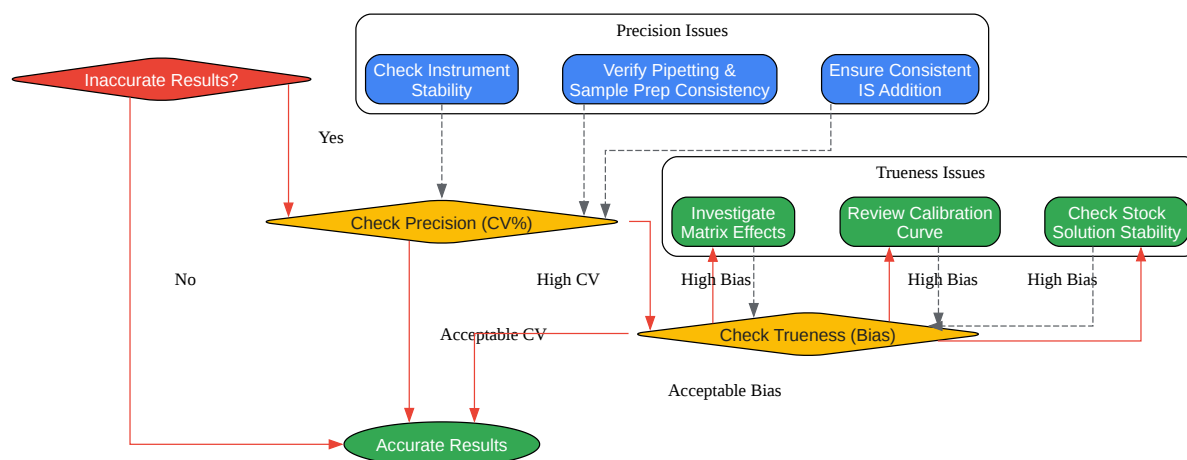 Precision Issues
Inaccurate Results?
Check Instrument
Stability
Verify Pipetting &
Sample Prep Consistency
Ensure Consistent
IS Addition
Yes
Trueness Issues
Check Precision (CV%)
Investigate
Matrix Effects
Review Calibration
Curve
Check Stock
Solution Stability
No
High CV
High Bias
High Bias
High Bias
Acceptable CV
Check Trueness (Bias)
Acceptable Bias
Accurate Results